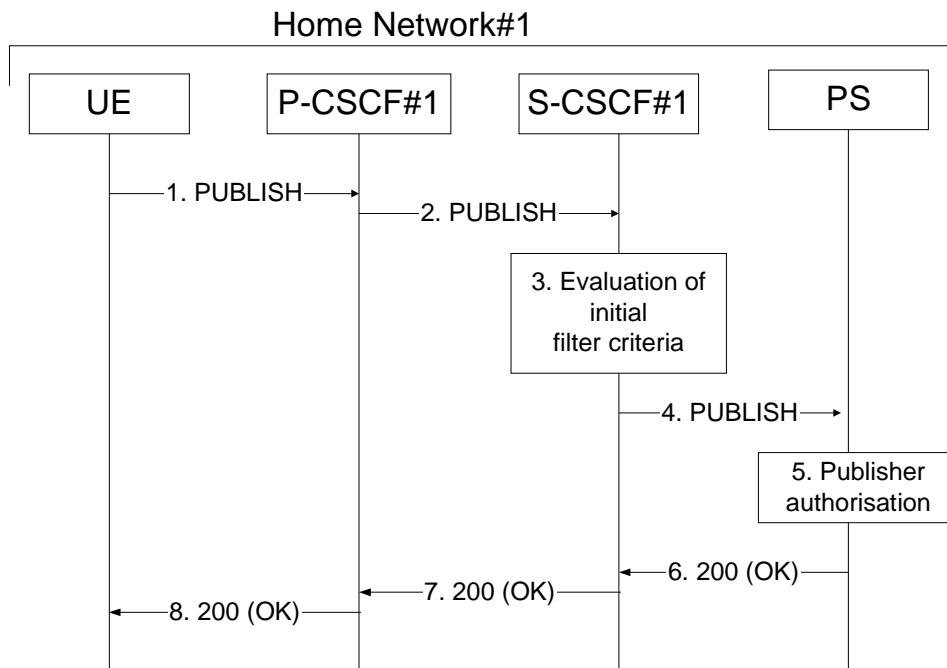 Home Network#1
UE
P-CSCF#1
S-CSCF#1
PS
1. PUBLISH
2. PUBLISH
3. Evaluation of
initial
filter criteria
4. PUBLISH
5. Publisher
authorisation
6. 200 (OK)
7. 200 (OK)
8. 200 (OK)